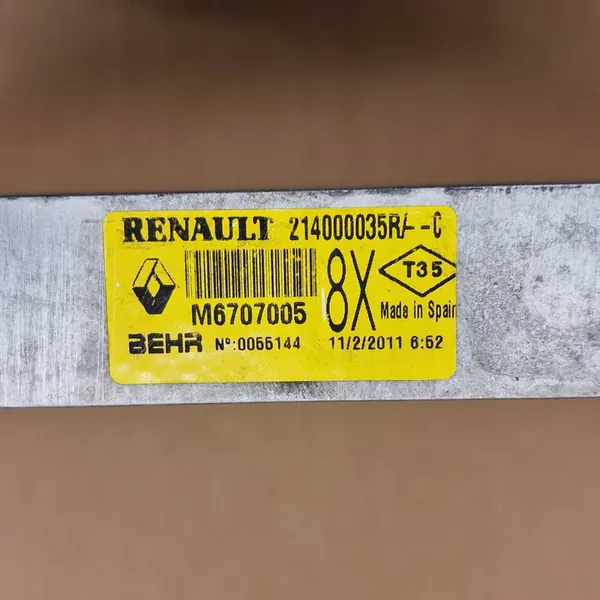 RENAULT 214000035R/--C
8X
T35
M6707005
Made in Spain
BEHR Nº:0055144 11/2/2011 6:52